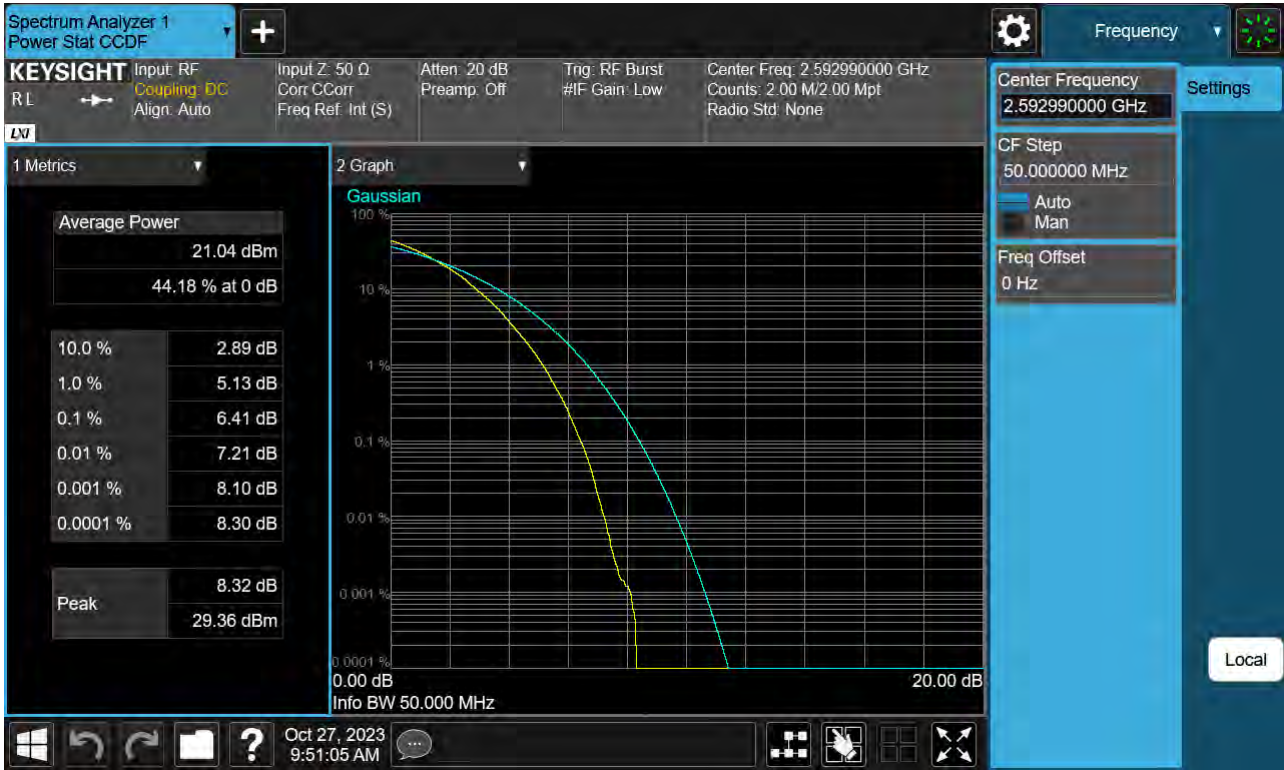 Spectrum Analyzer 1
Power Stat CCDF
+
Frequency
KEYSIGHT
R L
LXI
Input: RF
Coupling: DC
Align: Auto
Input Z: 50 Ω
Corr CCorr
Freq Ref: Int (S)
Atten: 20 dB
Preamp: Off
Trig: RF Burst
#IF Gain: Low
Center Freq: 2.592990000 GHz
Counts: 2.00 M/2.00 Mpt
Radio Std: None
Center Frequency
2.592990000 GHz
Settings
CF Step
50.000000 MHz
Auto
Man
Freq Offset
0 Hz
Local
1 Metrics
Average Power
21.04 dBm
44.18 % at 0 dB
10.0 % 2.89 dB
1.0 % 5.13 dB
0.1 % 6.41 dB
0.01 % 7.21 dB
0.001 % 8.10 dB
0.0001 % 8.30 dB
Peak
8.32 dB
29.36 dBm
2 Graph
Gaussian
100 %
10 %
1 %
0.1 %
0.01 %
0.001 %
0.0001 %
0.00 dB 20.00 dB
Info BW 50.000 MHz
?
Oct 27, 2023
9:51:05 AM